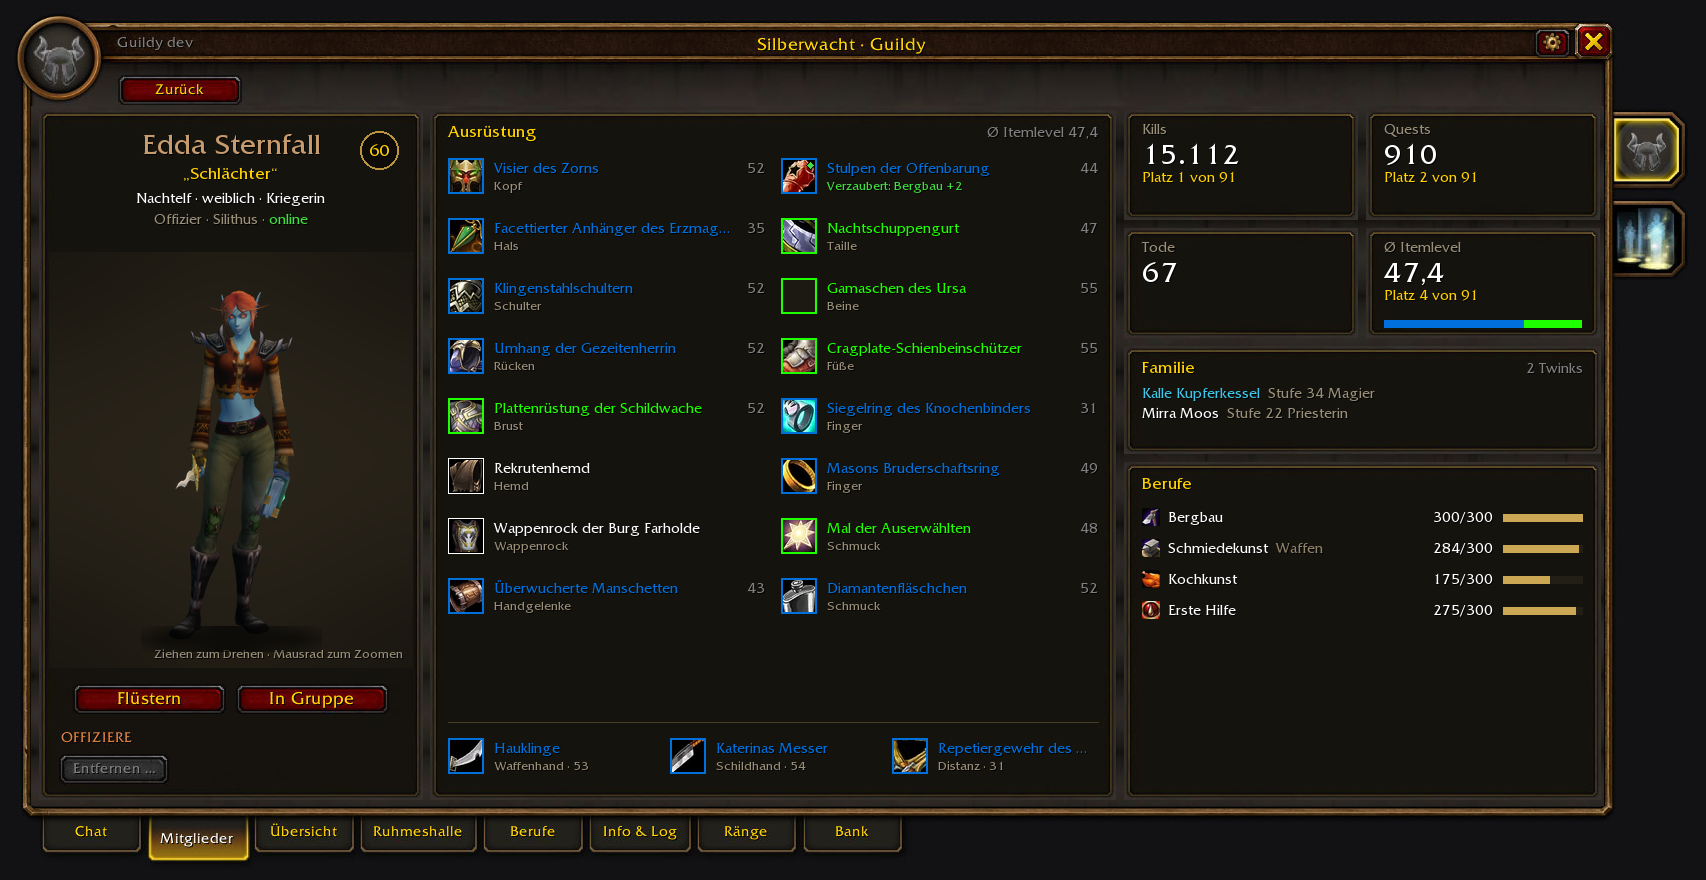 Guildy dev
Silberwacht · Guildy
Zurück
Edda Sternfall
60
„Schlächter“
Nachtelf · weiblich · Kriegerin
Offizier · Silithus · online
Ziehen zum Drehen · Mausrad zum Zoomen
Flüstern
In Gruppe
OFFIZIERE
Entfernen ...
Ausrüstung
Ø Itemlevel 47,4
Visier des Zorns 52
Kopf
Facettierter Anhänger des Erzmag... 35
Hals
Klingenstahlschultern 52
Schulter
Umhang der Gezeitenherrin 52
Rücken
Plattenrüstung der Schildwache 52
Brust
Rekrutenhemd
Hemd
Wappenrock der Burg Farholde
Wappenrock
Überwucherte Manschetten 43
Handgelenke
Stulpen der Offenbarung 44
Verzaubert: Bergbau +2
Nachtschuppengurt 47
Taille
Gamaschen des Ursa 55
Beine
Cragplate-Schienbeinschützer 55
Füße
Siegelring des Knochenbinders 31
Finger
Masons Bruderschaftsring 49
Finger
Mal der Auserwählten 48
Schmuck
Diamantenfläschchen 52
Schmuck
Hauklinge
Waffenhand · 53
Katerinas Messer
Schildhand · 54
Repetiergewehr des ...
Distanz · 31
Kills
15.112
Platz 1 von 91
Quests
910
Platz 2 von 91
Tode
67
Ø Itemlevel
47,4
Platz 4 von 91
Familie
2 Twinks
Kalle Kupferkessel Stufe 34 Magier
Mirra Moos Stufe 22 Priesterin
Berufe
Bergbau 300/300
Schmiedekunst Waffen 284/300
Kochkunst 175/300
Erste Hilfe 275/300
Chat
Mitglieder
Übersicht
Ruhmeshalle
Berufe
Info & Log
Ränge
Bank